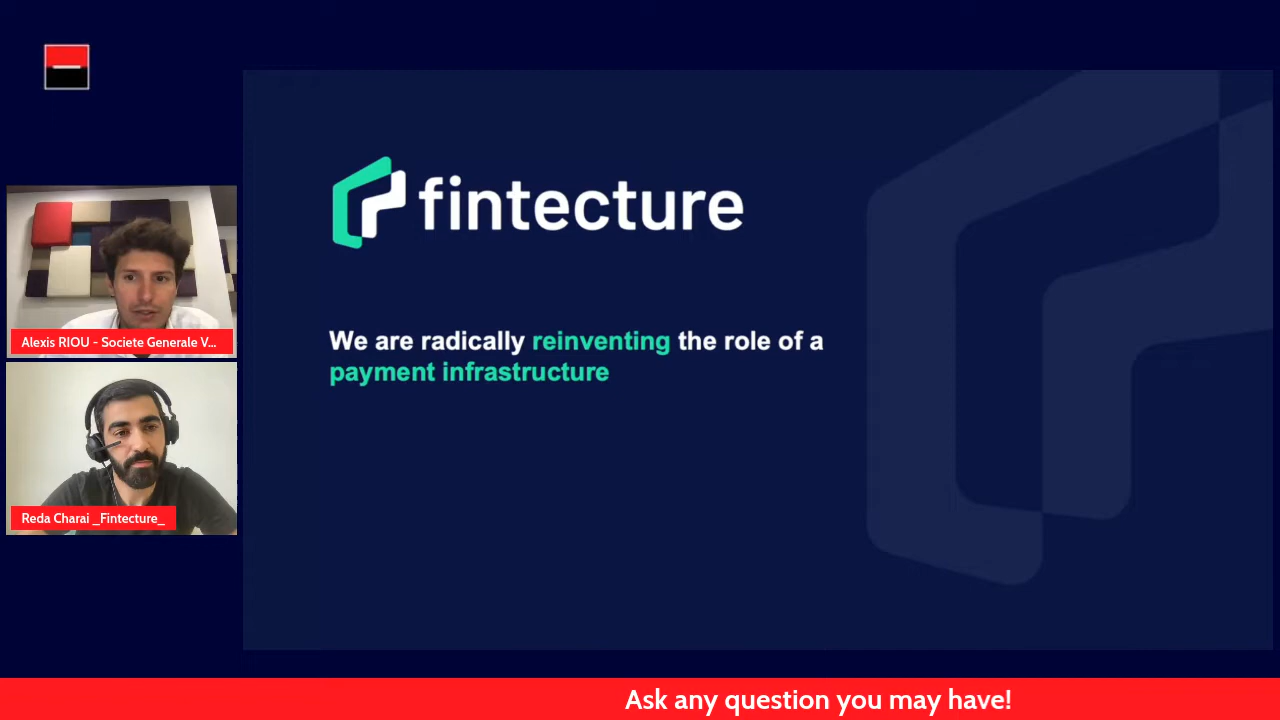 fintecture
We are radically reinventing the role of a
payment infrastructure
Alexis RIOU - Societe Generale V...
Reda Charai _Fintecture_
Ask any question you may have!